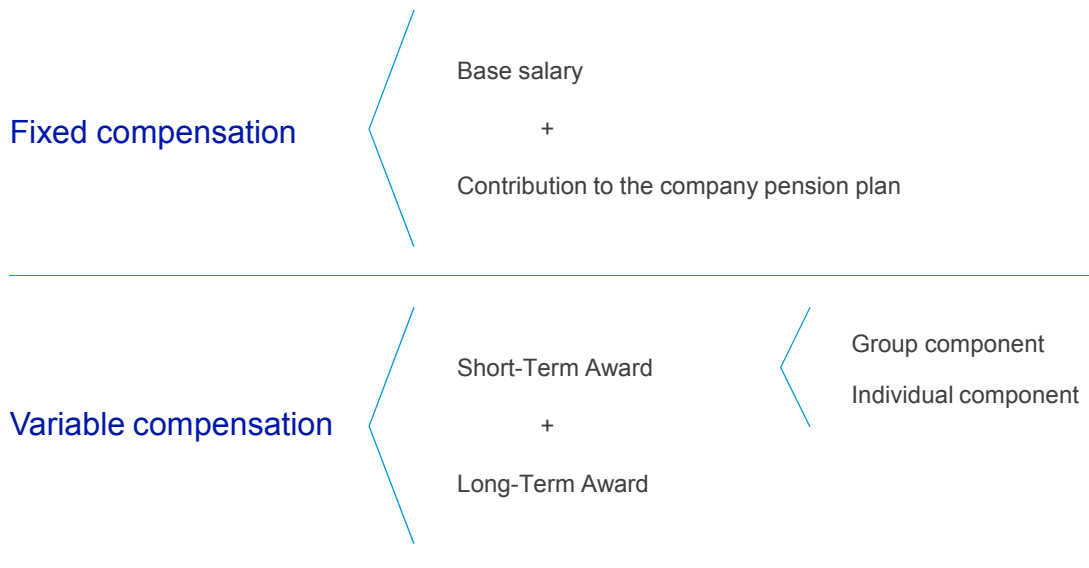 Fixed compensation
Base salary
+
Contribution to the company pension plan
Variable compensation
Short-Term Award
+
Long-Term Award
Group component
Individual component